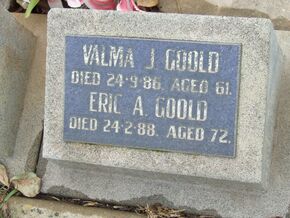 VALMA J. GOOLD
DIED 24-9-86. AGED 61.
ERIC A. GOOLD
DIED 24-2-88. AGED 72.